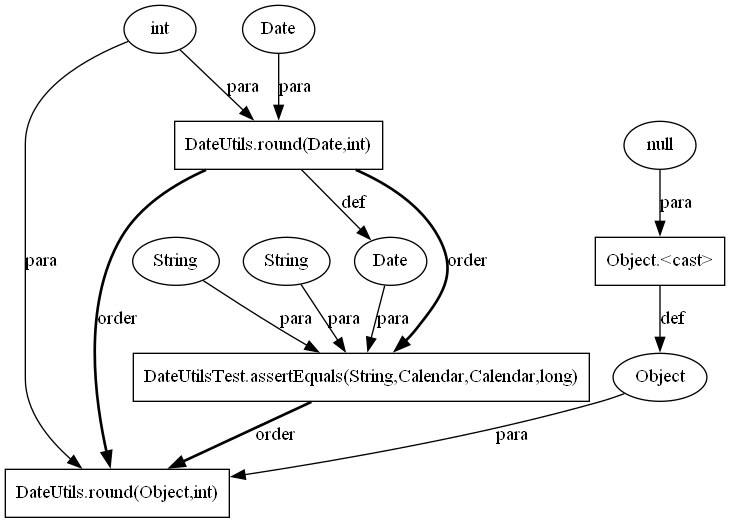 int
Date
para
para
DateUtils.round(Date,int)
null
para
def
String
String
Date
order
Object.<cast>
para
order
para
para
para
def
DateUtilsTest.assertEquals(String,Calendar,Calendar,long)
Object
order
para
DateUtils.round(Object,int)